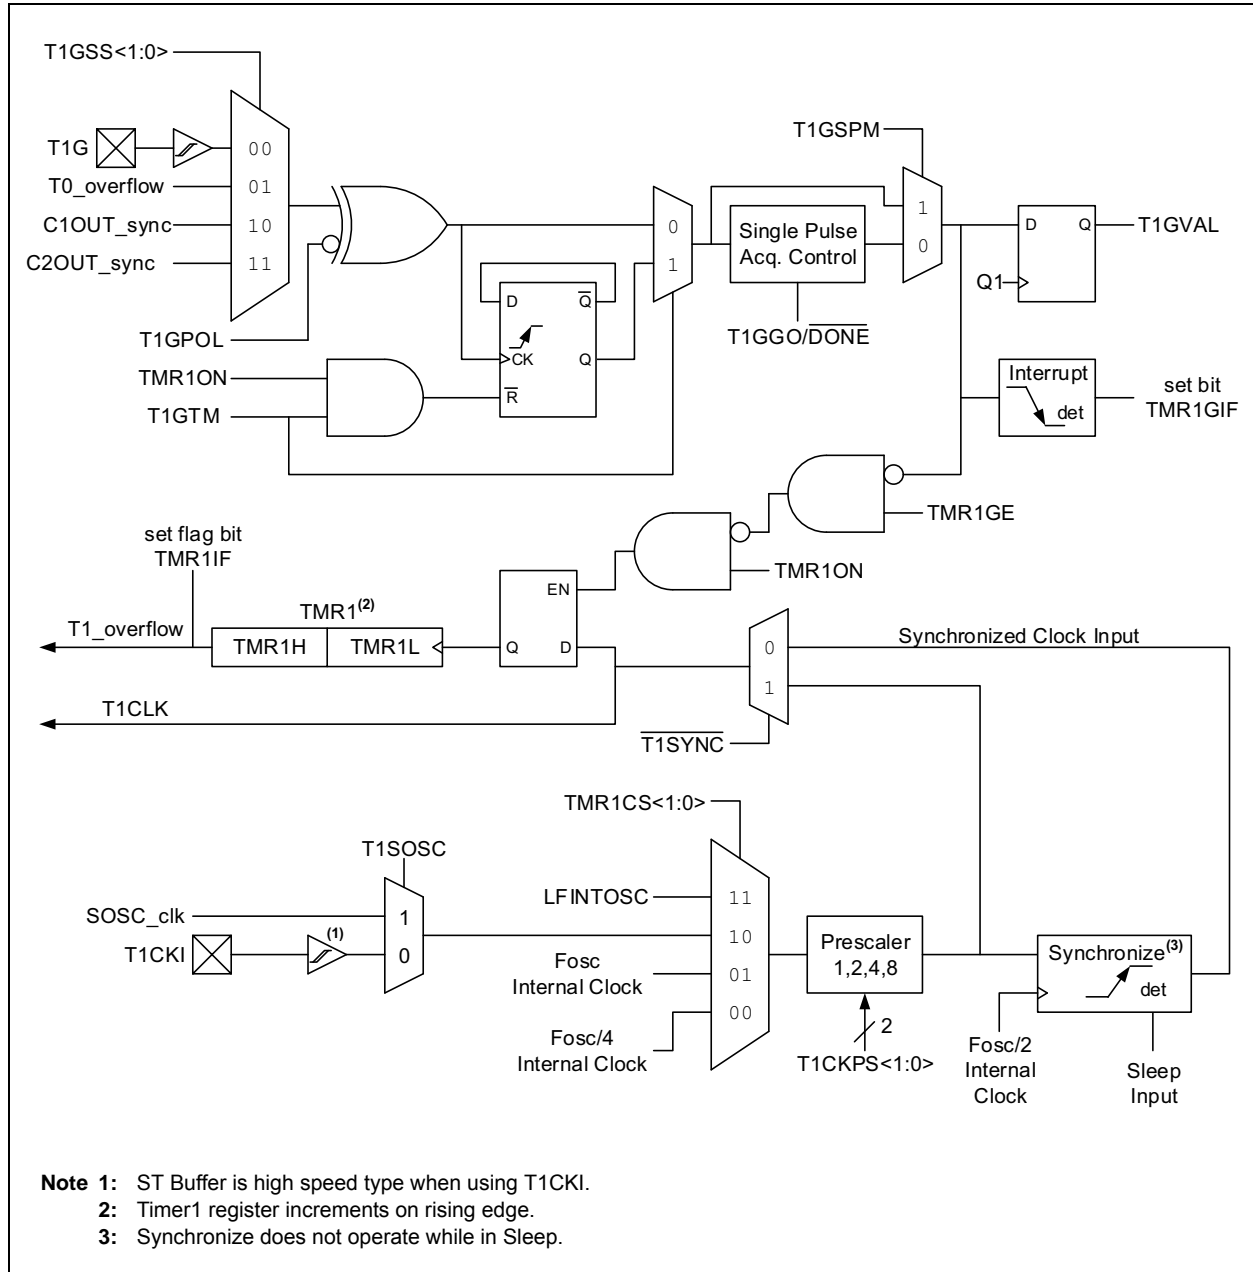 T1GSS<1:0>
T1G
00
T0_overflow
01
C1OUT_sync
10
C2OUT_sync
11
T1GPOL
TMR1ON
T1GTM
D
Q
CK
Q
R
0
1
T1GSPM
Single Pulse
Acq. Control
T1GGO/DONE
1
0
D
Q
T1GVAL
Q1
Interrupt
det
set bit
TMR1GIF
TMR1GE
TMR1ON
set flag bit
TMR1IF
T1_overflow
TMR1(2)
TMR1H
TMR1L
EN
Q
D
T1CLK
0
1
T1SYNC
Synchronized Clock Input
TMR1CS<1:0>
T1SOSC
SOSC_clk
T1CKI
(1)
1
0
LFINTOSC
11
10
Fosc
Internal Clock
01
00
Fosc/4
Internal Clock
Prescaler
1,2,4,8
2
T1CKPS<1:0>
Synchronize(3)
det
Fosc/2
Internal
Clock
Sleep
Input
Note 1: ST Buffer is high speed type when using T1CKI.
2: Timer1 register increments on rising edge.
3: Synchronize does not operate while in Sleep.